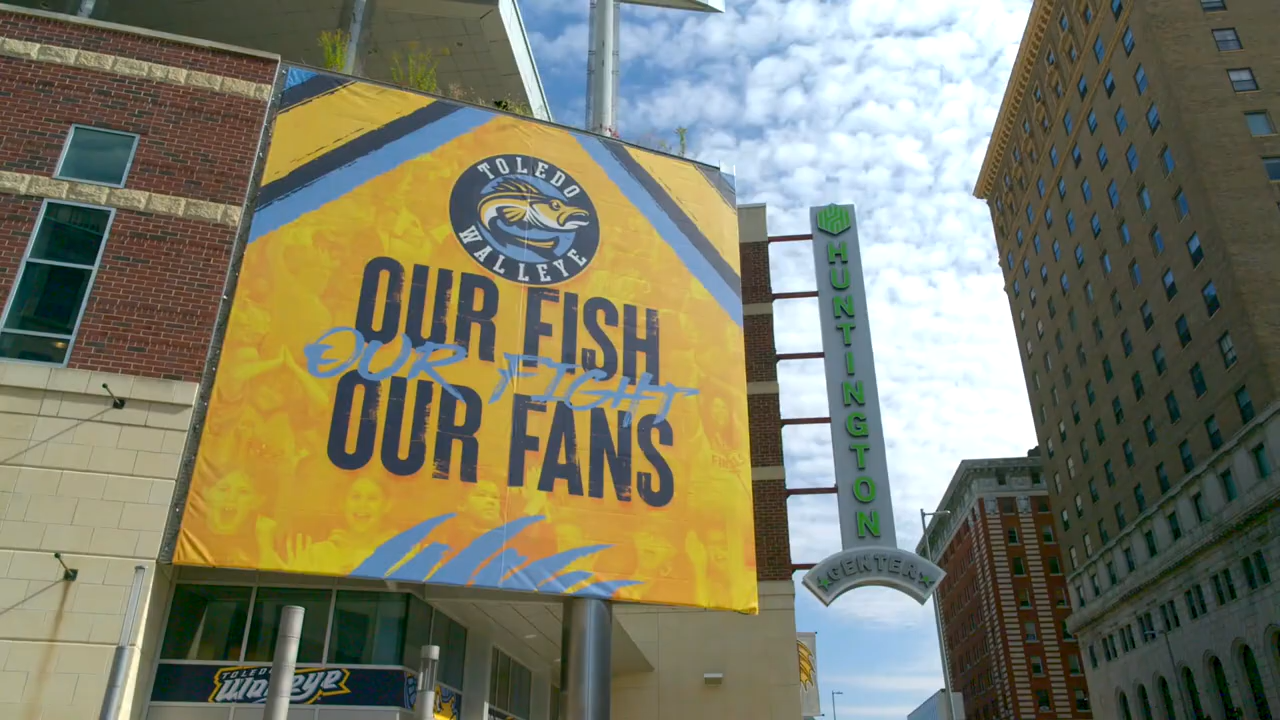 TOLEDO
WALLEYE
OUR FISH
OUR FIGHT
OUR FANS
HUNTINGTON
CENTER
TOLEDO
Walleye